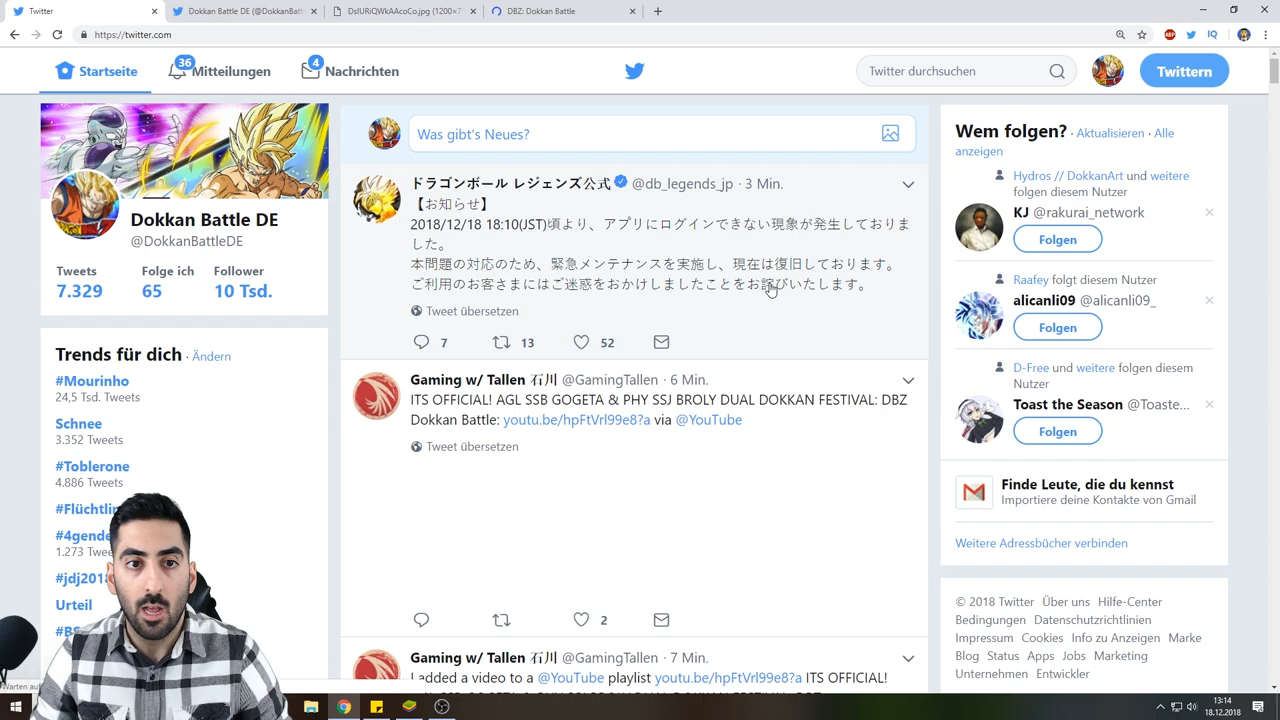 Twitter
Dokkan Battle DE (@DokkanBatt
DsIURiQWkAAcoCo.jpg (1200×7
DBZ: Dokkan Battle
https://twitter.com
Startseite
36
Mitteilungen
4
Nachrichten
Twitter durchsuchen
Twittern
Dokkan Battle DE
@DokkanBattleDE
Tweets
Folge ich
Follower
7.329
65
10 Tsd.
Trends für dich · Ändern
#Mourinho
24,5 Tsd. Tweets
Schnee
3.352 Tweets
#Toblerone
4.886 Tweets
#Flüchtli
#4gende
1.273 Twee
#jdj201
Urteil
Warten au
Was gibt's Neues?
ドラゴンボール レジェンズ公式 @db_legends_jp · 3 Min.
【お知らせ】
2018/12/18 18:10(JST)頃より、アプリにログインできない現象が発生しておりま
した。
本問題の対応のため、緊急メンテナンスを実施し、現在は復旧しております。
ご利用のお客さまにはご迷惑をおかけしましたことをお詫びいたします。
Tweet übersetzen
7
13
52
Gaming w/ Tallen 石川 @GamingTallen · 6 Min.
ITS OFFICIAL! AGL SSB GOGETA & PHY SSJ BROLY DUAL DOKKAN FESTIVAL: DBZ
Dokkan Battle: youtu.be/hpFtVrl99e8?a via @YouTube
Tweet übersetzen
2
Gaming w/ Tallen 石川 @GamingTallen · 7 Min.
I added a video to a @YouTube playlist youtu.be/hpFtVrl99e8?a ITS OFFICIAL!
Wem folgen? · Aktualisieren · Alle
anzeigen
Hydros // DokkanArt und weitere
folgen diesem Nutzer
KJ @rakurai_network
Folgen
Raafey folgt diesem Nutzer
alicanli09 @alicanli09_
Folgen
D-Free und weitere folgen diesem
Nutzer
Toast the Season @Toaste...
Folgen
Finde Leute, die du kennst
Importiere deine Kontakte von Gmail
Weitere Adressbücher verbinden
© 2018 Twitter Über uns Hilfe-Center
Bedingungen Datenschutzrichtlinien
Impressum Cookies Info zu Anzeigen Marke
Blog Status Apps Jobs Marketing
Unternehmen Entwickler
13:14
18.12.2018